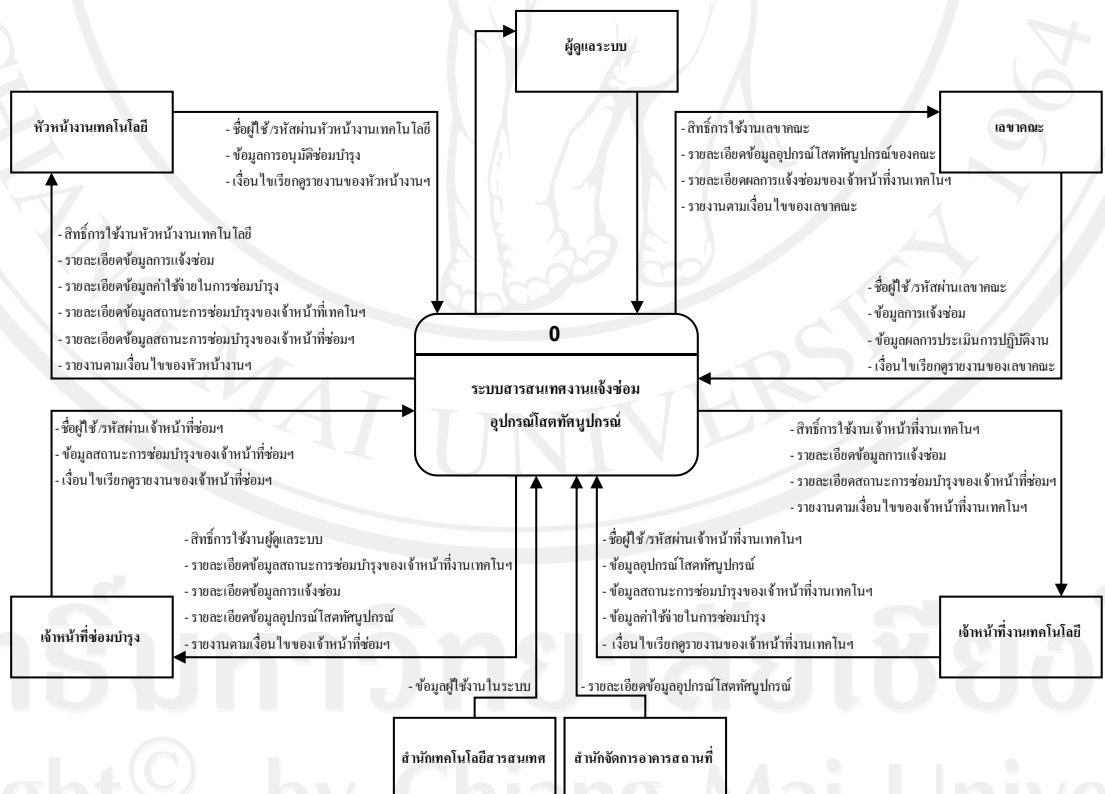 ผู้ดูแลระบบ
หัวหน้างานเทคโนโลยี
- ชื่อผู้ใช้ /รหัสผ่านหัวหน้างานเทคโนโลยี
- ข้อมูลการอนุมัติซ่อมบำรุง
- เงื่อนไขเรียกดูรายงานของหัวหน้างานฯ
- สิทธิ์การใช้งานเลขาคณะ
- รายละเอียดข้อมูลอุปกรณ์โสตทัศนูปกรณ์ของคณะ
- รายละเอียดผลการแจ้งซ่อมของเจ้าหน้าที่งานเทคโนฯ
- รายงานตามเงื่อนไขของเลขาคณะ
เลขาคณะ
- สิทธิ์การใช้งานหัวหน้างานเทคโนโลยี
- รายละเอียดข้อมูลการแจ้งซ่อม
- รายละเอียดข้อมูลค่าใช้จ่ายในการซ่อมบำรุง
- รายละเอียดข้อมูลสถานะการซ่อมบำรุงของเจ้าหน้าที่เทคโนฯ
- รายละเอียดข้อมูลสถานะการซ่อมบำรุงของเจ้าหน้าที่ซ่อมฯ
- รายงานตามเงื่อนไขของหัวหน้างานฯ
- ชื่อผู้ใช้ /รหัสผ่านเลขาคณะ
- ข้อมูลการแจ้งซ่อม
- ข้อมูลผลการประเมินการปฏิบัติงาน
- เงื่อนไขเรียกดูรายงานของเลขาคณะ
0
ระบบสารสนเทศงานแจ้งซ่อม
อุปกรณ์โสตทัศนูปกรณ์
- ชื่อผู้ใช้ /รหัสผ่านเจ้าหน้าที่ซ่อมฯ
- ข้อมูลสถานะการซ่อมบำรุงของเจ้าหน้าที่ซ่อมฯ
- เงื่อนไขเรียกดูรายงานของเจ้าหน้าที่ซ่อมฯ
- สิทธิ์การใช้งานเจ้าหน้าที่งานเทคโนฯ
- รายละเอียดข้อมูลการแจ้งซ่อม
- รายละเอียดสถานะการซ่อมบำรุงของเจ้าหน้าที่ซ่อมฯ
- รายงานตามเงื่อนไขของเจ้าหน้าที่งานเทคโนฯ
- สิทธิ์การใช้งานผู้ดูแลระบบ
- รายละเอียดข้อมูลสถานะการซ่อมบำรุงของเจ้าหน้าที่งานเทคโนฯ
- รายละเอียดข้อมูลการแจ้งซ่อม
- รายละเอียดข้อมูลอุปกรณ์โสตทัศนูปกรณ์
- รายงานตามเงื่อนไขของเจ้าหน้าที่ซ่อมฯ
- ชื่อผู้ใช้ /รหัสผ่านเจ้าหน้าที่งานเทคโนฯ
- ข้อมูลอุปกรณ์โสตทัศนูปกรณ์
- ข้อมูลสถานะการซ่อมบำรุงของเจ้าหน้าที่งานเทคโนฯ
- ข้อมูลค่าใช้จ่ายในการซ่อมบำรุง
- เงื่อนไขเรียกดูรายงานของเจ้าหน้าที่งานเทคโนฯ
เจ้าหน้าที่ซ่อมบำรุง
เจ้าหน้าที่งานเทคโนโลยี
- ข้อมูลผู้ใช้งานในระบบ
- รายละเอียดข้อมูลอุปกรณ์โสตทัศนูปกรณ์
สำนักเทคโนโลยีสารสนเทศ
สำนักจัดการอาคารสถานที่
CHIANG MAI UNIVERSITY 1964
by Chiang Mai